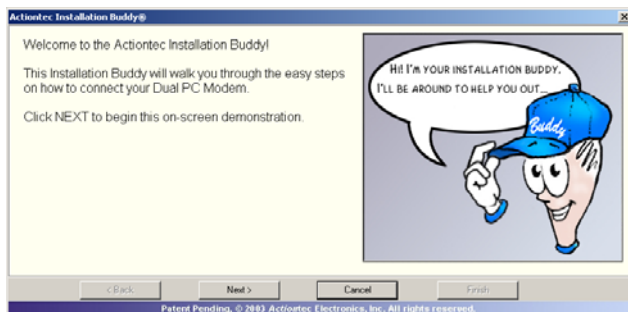 Actiontec Installation Buddy®
Welcome to the Actiontec Installation Buddy!
This Installation Buddy will walk you through the easy steps
on how to connect your Dual PC Modem.
Click NEXT to begin this on-screen demonstration.
HI! I'M YOUR INSTALLATION BUDDY.
I'LL BE AROUND TO HELP YOU OUT...
Buddy
< Back
Next >
Cancel
Finish
Patent Pending, © 2003 Actiontec Electronics, Inc. All rights reserved.